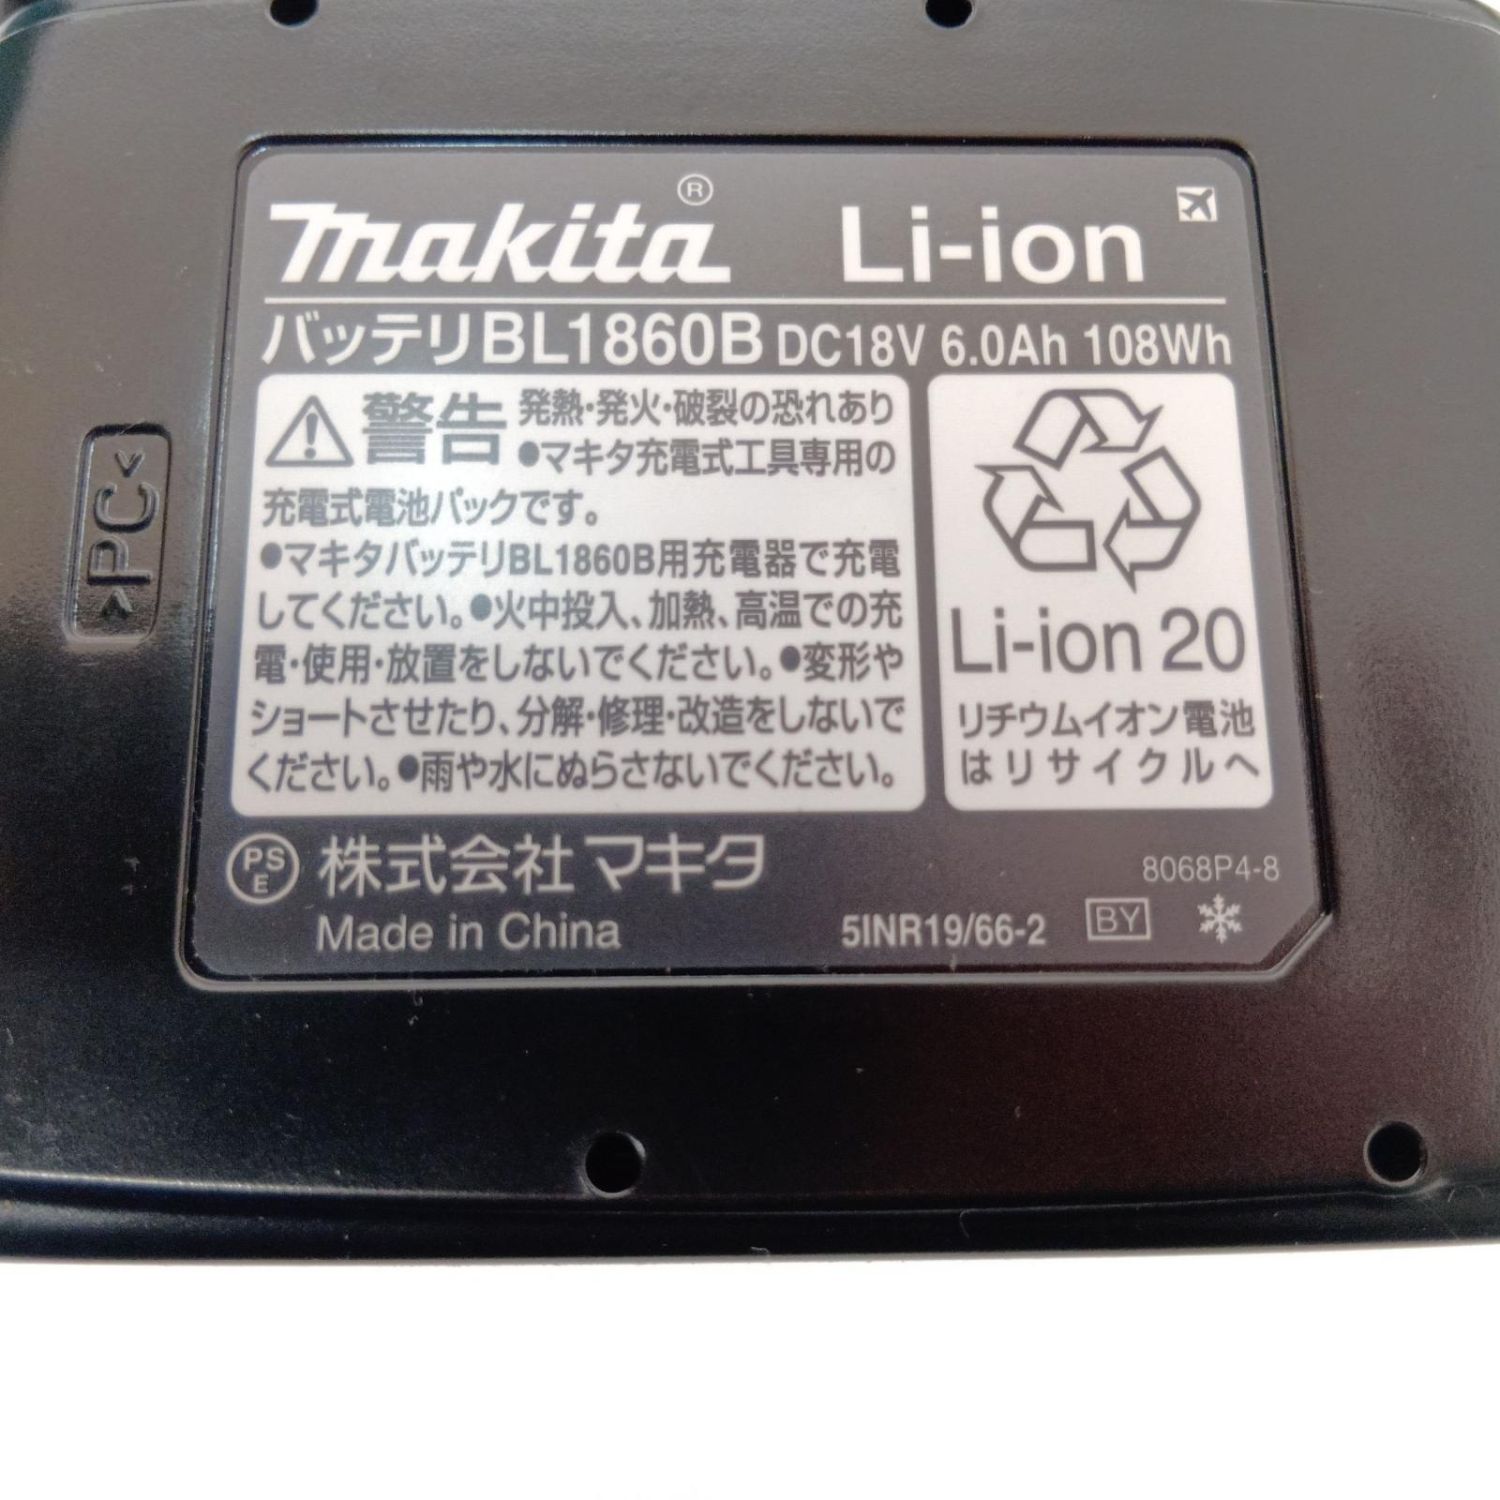 makita® Li-ion
バッテリBL1860B DC18V 6.0Ah 108Wh
警告 発熱・発火・破裂の恐れあり
●マキタ充電式工具専用の
充電式電池パックです。
●マキタバッテリBL1860B用充電器で充電
してください。●火中投入、加熱、高温での充
電・使用・放置をしないでください。●変形や
ショートさせたり、分解・修理・改造をしないで
ください。●雨や水にぬらさないでください。
Li-ion 20
リチウムイオン電池
はリサイクルへ
PS
E
株式会社マキタ
8068P4-8
Made in China
5INR19/66-2
BY
>PC<